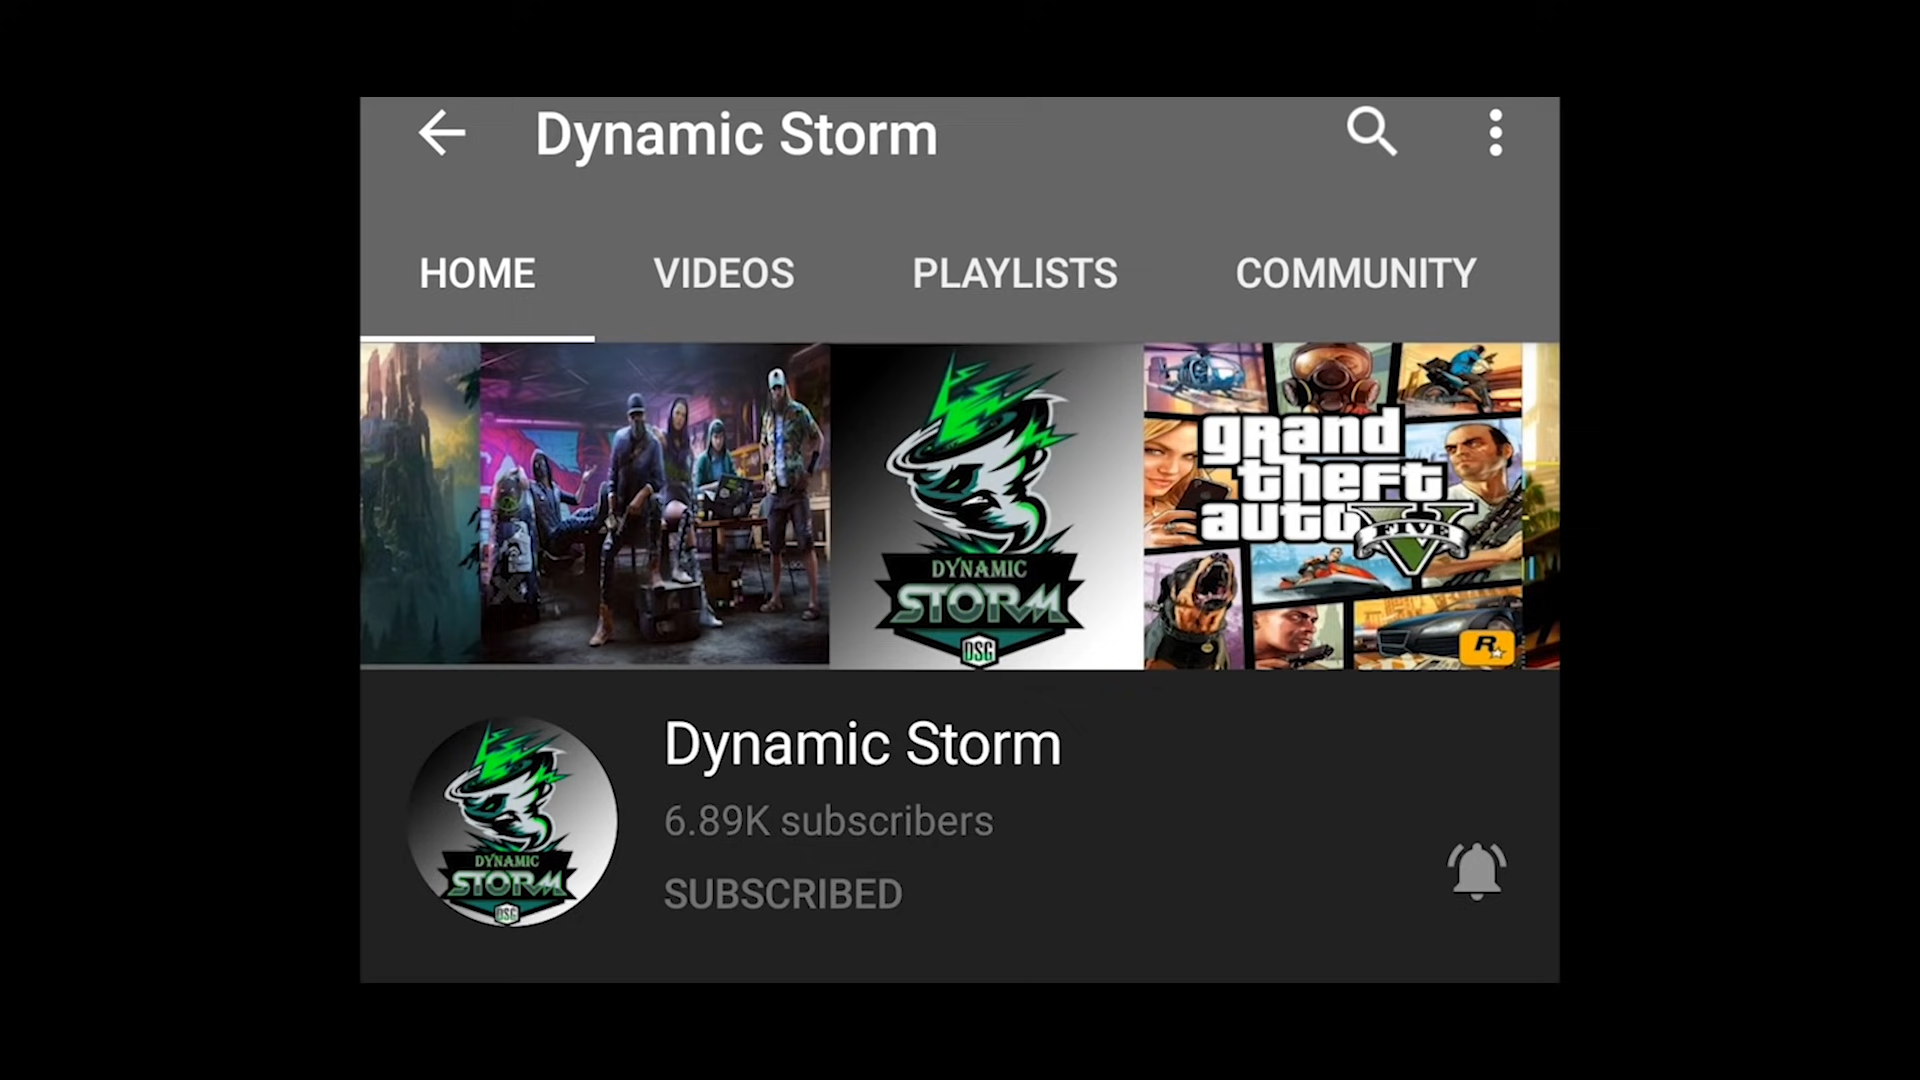 Dynamic Storm
HOME VIDEOS PLAYLISTS COMMUNITY
DYNAMIC
STORM
DSG
grand
theft
auto
FIVE
R
Dynamic Storm
6.89K subscribers
SUBSCRIBED
DYNAMIC
STORM
DSG